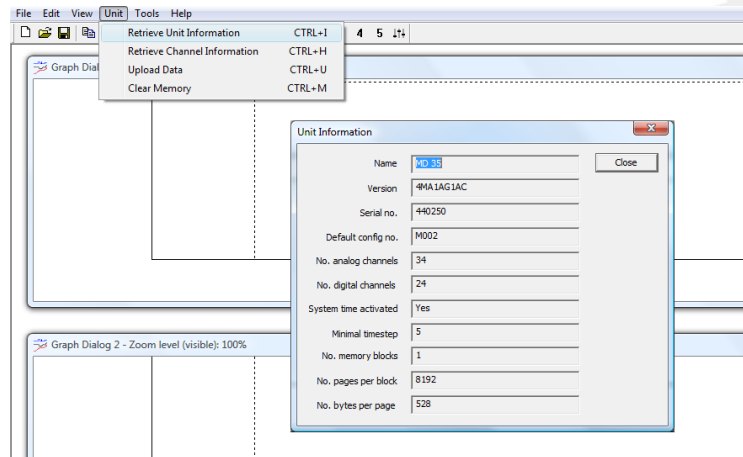 File Edit View Unit Tools Help
Retrieve Unit Information CTRL+I
4 5
Retrieve Channel Information CTRL+H
Graph Dial
Upload Data CTRL+U
Clear Memory CTRL+M
Unit Information
Name MD 35
Close
Version 4MA1AG1AC
Serial no. 440250
Default config no. M002
No. analog channels 34
No. digital channels 24
System time activated Yes
Minimal timestep 5
No. memory blocks 1
No. pages per block 8192
No. bytes per page 528
Graph Dialog 2 - Zoom level (visible): 100%